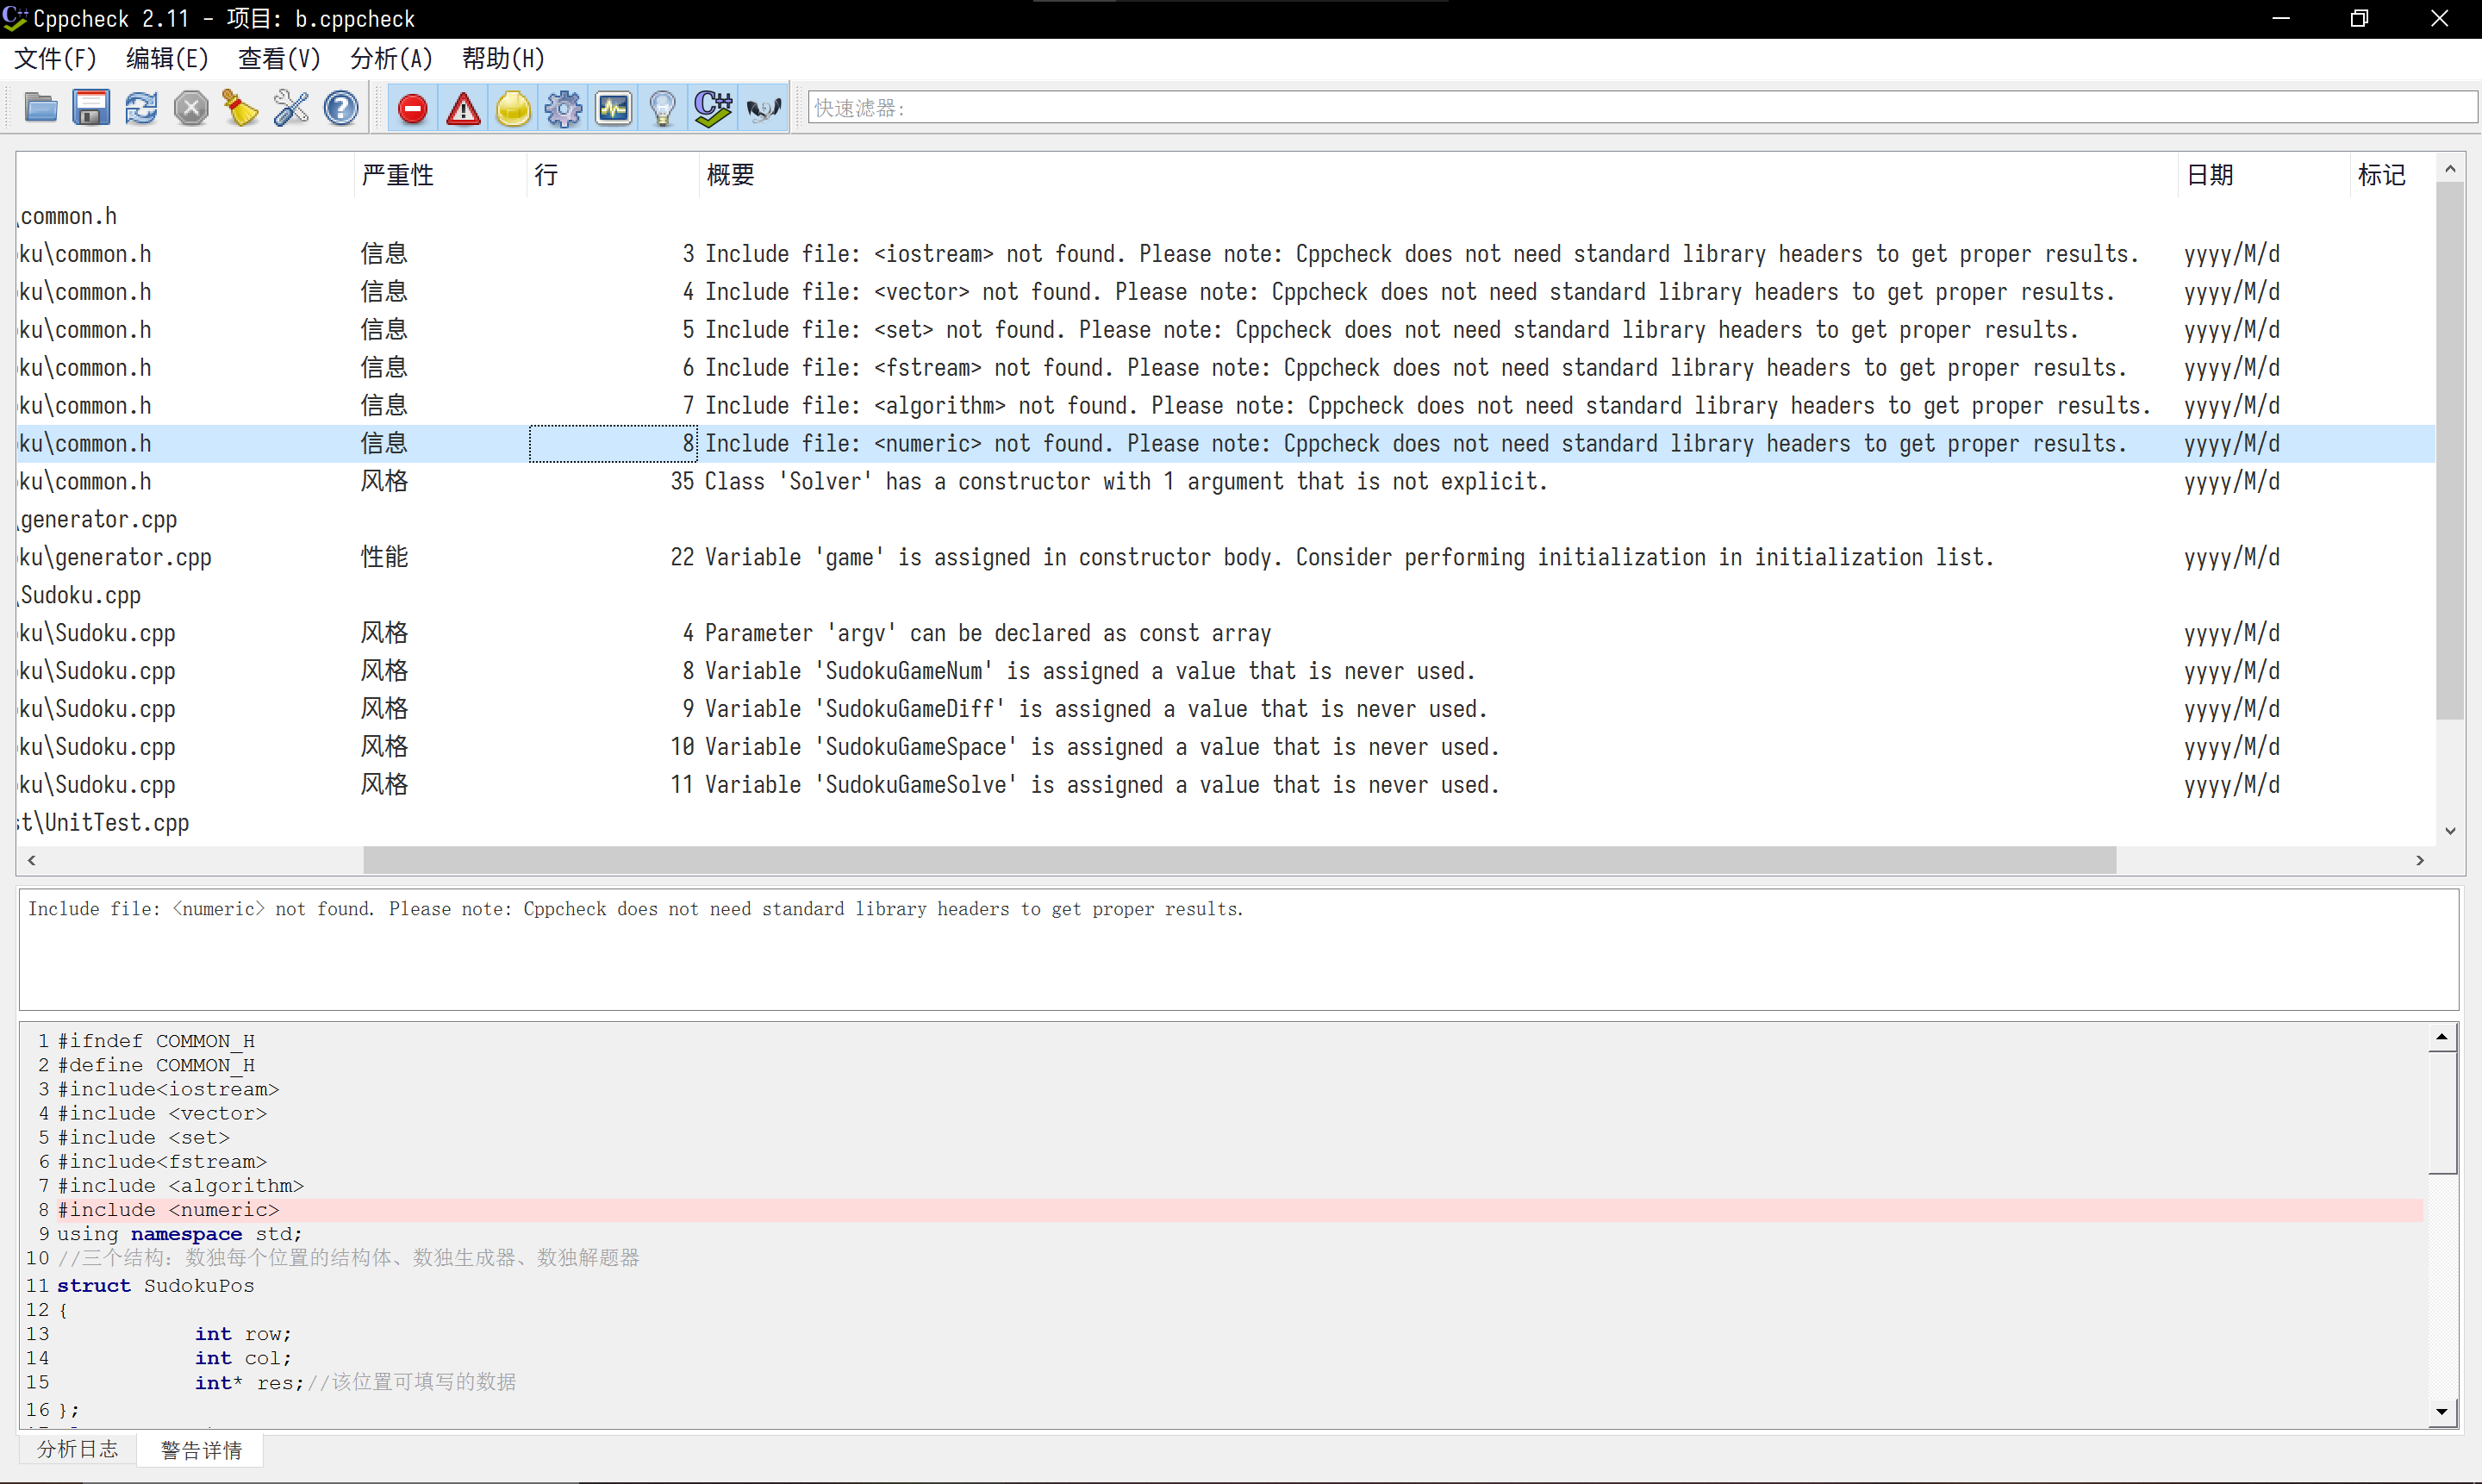 Cppcheck 2.11 - 项目: b.cppcheck
文件(F) 编辑(E) 查看(V) 分析(A) 帮助(H)
快速滤器:
严重性 行 概要 日期 标记
\common.h
ku\common.h 信息 3 Include file: <iostream> not found. Please note: Cppcheck does not need standard library headers to get proper results. yyyy/M/d
ku\common.h 信息 4 Include file: <vector> not found. Please note: Cppcheck does not need standard library headers to get proper results. yyyy/M/d
ku\common.h 信息 5 Include file: <set> not found. Please note: Cppcheck does not need standard library headers to get proper results. yyyy/M/d
ku\common.h 信息 6 Include file: <fstream> not found. Please note: Cppcheck does not need standard library headers to get proper results. yyyy/M/d
ku\common.h 信息 7 Include file: <algorithm> not found. Please note: Cppcheck does not need standard library headers to get proper results. yyyy/M/d
ku\common.h 信息 8 Include file: <numeric> not found. Please note: Cppcheck does not need standard library headers to get proper results. yyyy/M/d
ku\common.h 风格 35 Class 'Solver' has a constructor with 1 argument that is not explicit. yyyy/M/d
\generator.cpp
ku\generator.cpp 性能 22 Variable 'game' is assigned in constructor body. Consider performing initialization in initialization list. yyyy/M/d
\Sudoku.cpp
ku\Sudoku.cpp 风格 4 Parameter 'argv' can be declared as const array yyyy/M/d
ku\Sudoku.cpp 风格 8 Variable 'SudokuGameNum' is assigned a value that is never used. yyyy/M/d
ku\Sudoku.cpp 风格 9 Variable 'SudokuGameDiff' is assigned a value that is never used. yyyy/M/d
ku\Sudoku.cpp 风格 10 Variable 'SudokuGameSpace' is assigned a value that is never used. yyyy/M/d
ku\Sudoku.cpp 风格 11 Variable 'SudokuGameSolve' is assigned a value that is never used. yyyy/M/d
t\UnitTest.cpp
Include file: <numeric> not found. Please note: Cppcheck does not need standard library headers to get proper results.
1 #ifndef COMMON_H
2 #define COMMON_H
3 #include<iostream>
4 #include <vector>
5 #include <set>
6 #include<fstream>
7 #include <algorithm>
8 #include <numeric>
9 using namespace std;
10 //三个结构: 数独每个位置的结构体、数独生成器、数独解题器
11 struct SudokuPos
12 {
13 int row;
14 int col;
15 int* res;//该位置可填写的数据
16 };
分析日志 警告详情